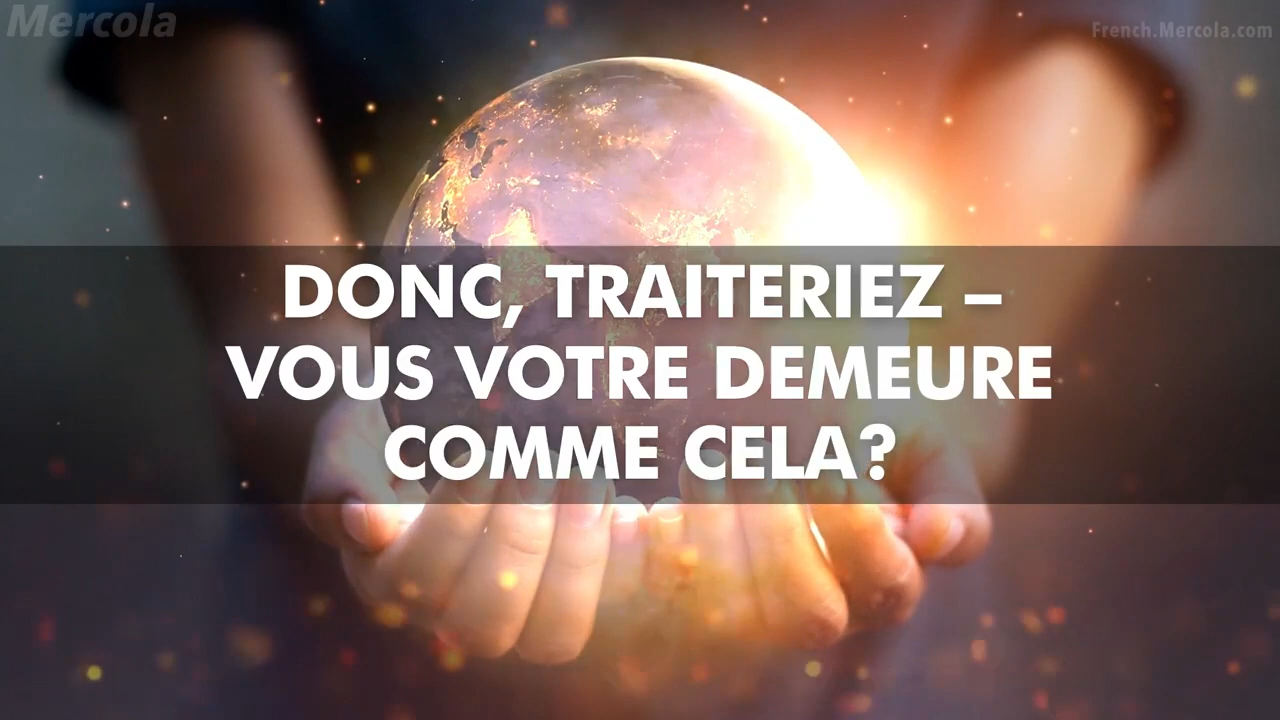 Mercola
French.Mercola.com
DONC, TRAITERIEZ –
VOUS VOTRE DEMEURE
COMME CELA?